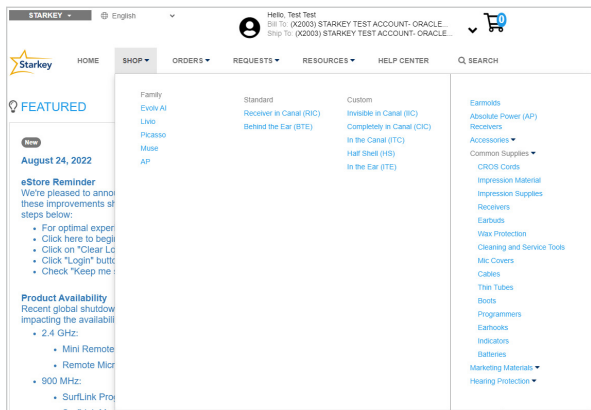 STARKEY
English
Hello, Test Test
Bill To: (X2003) STARKEY TEST ACCOUNT- ORACLE...
Ship To: (X2003) STARKEY TEST ACCOUNT- ORACLE...
0
Starkey
HOME
SHOP
ORDERS
REQUESTS
RESOURCES
HELP CENTER
SEARCH
FEATURED
New
August 24, 2022
eStore Reminder
We're pleased to annou
these improvements sh
steps below:
• For optimal exper
• Click here to begi
• Click on "Clear Lo
• Click "Login" butto
• Check "Keep me
Product Availability
Recent global shutdow
impacting the availabili
• 2.4 GHz:
• Mini Remote
• Remote Micr
• 900 MHz:
• SurfLink Pro
Family
Evolv AI
Livio
Picasso
Muse
AP
Standard
Receiver in Canal (RIC)
Behind the Ear (BTE)
Custom
Invisible in Canal (IIC)
Completely in Canal (CIC)
In the Canal (ITC)
Half Shell (HS)
In the Ear (ITE)
Earmolds
Absolute Power (AP)
Receivers
Accessories
Common Supplies
CROS Cords
Impression Material
Impression Supplies
Receivers
Earbuds
Wax Protection
Cleaning and Service Tools
Mic Covers
Cables
Thin Tubes
Boots
Programmers
Earhooks
Indicators
Batteries
Marketing Materials
Hearing Protection